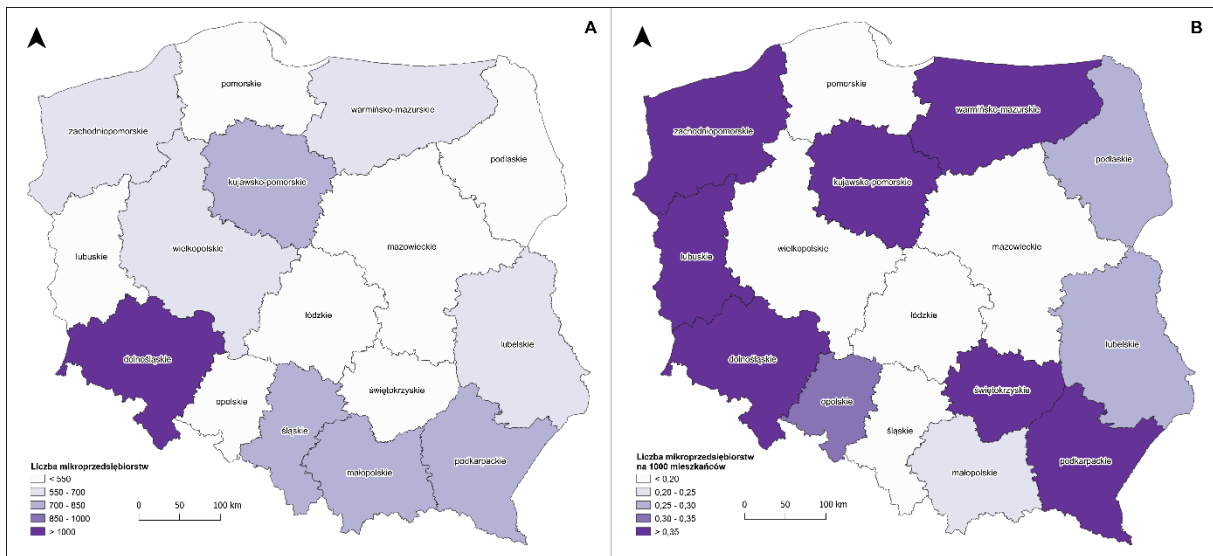 A
pomorskie
warmińsko-mazurskie
zachodniopomorskie
podlaskie
kujawsko-pomorskie
mazowieckie
wielkopolskie
lubuskie
łódzkie
lubelskie
dolnośląskie
świętokrzyskie
opolskie
śląskie
podkarpackie
małopolskie
Liczba mikroprzedsiębiorstw
< 550
550 - 700
700 - 850
850 - 1000
> 1000
0 50 100 km
B
pomorskie
warmińsko-mazurskie
zachodniopomorskie
podlaskie
kujawsko-pomorskie
mazowieckie
wielkopolskie
lubuskie
łódzkie
lubelskie
dolnośląskie
świętokrzyskie
opolskie
śląskie
podkarpackie
małopolskie
Liczba mikroprzedsiębiorstw
na 1000 mieszkańców
< 0,20
0,20 - 0,25
0,25 - 0,30
0,30 - 0,35
> 0,35
0 50 100 km